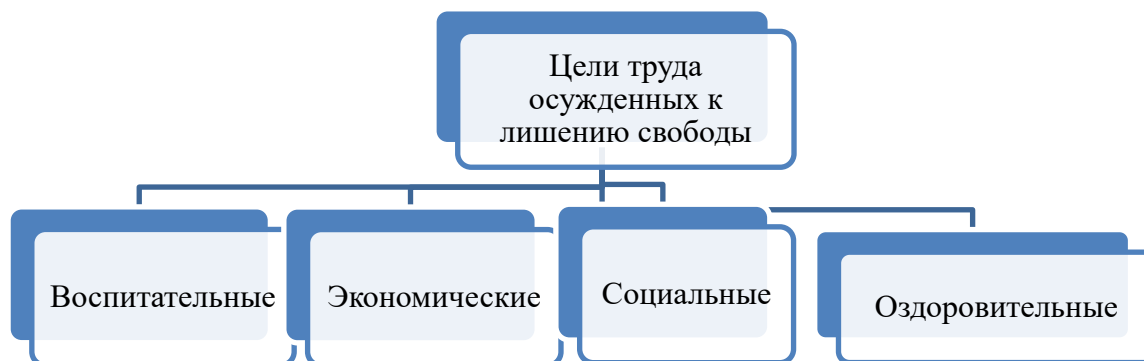 Цели труда
осужденных к
лишению свободы
Воспитательные
Экономические
Социальные
Оздоровительные